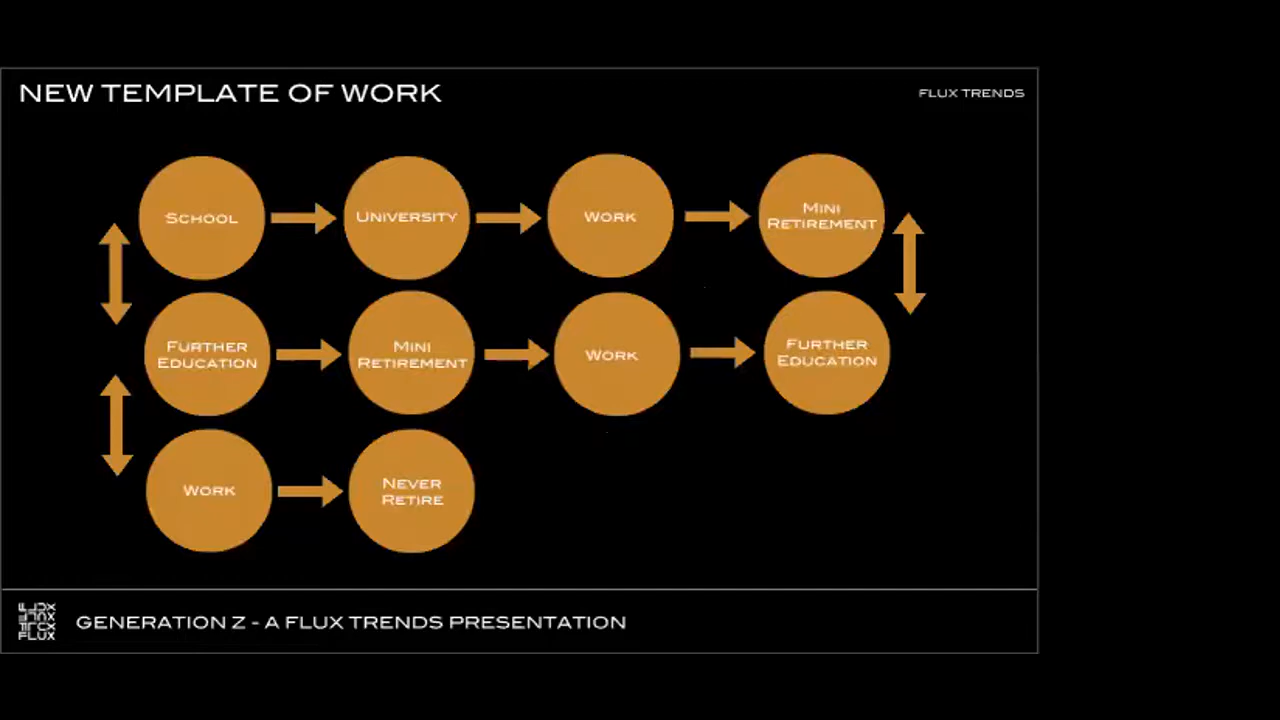 NEW TEMPLATE OF WORK
FLUX TRENDS
SCHOOL
UNIVERSITY
WORK
MINI
RETIREMENT
FURTHER
EDUCATION
MINI
RETIREMENT
WORK
FURTHER
EDUCATION
WORK
NEVER
RETIRE
FLUX
GENERATION Z - A FLUX TRENDS PRESENTATION